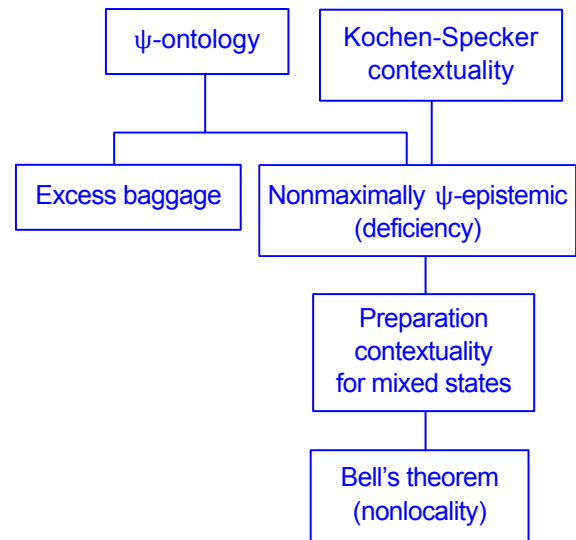 ψ-ontology
Kochen-Specker
contextuality
Excess baggage
Nonmaximally ψ-epistemic
(deficiency)
Preparation
contextuality
for mixed states
Bell’s theorem
(nonlocality)